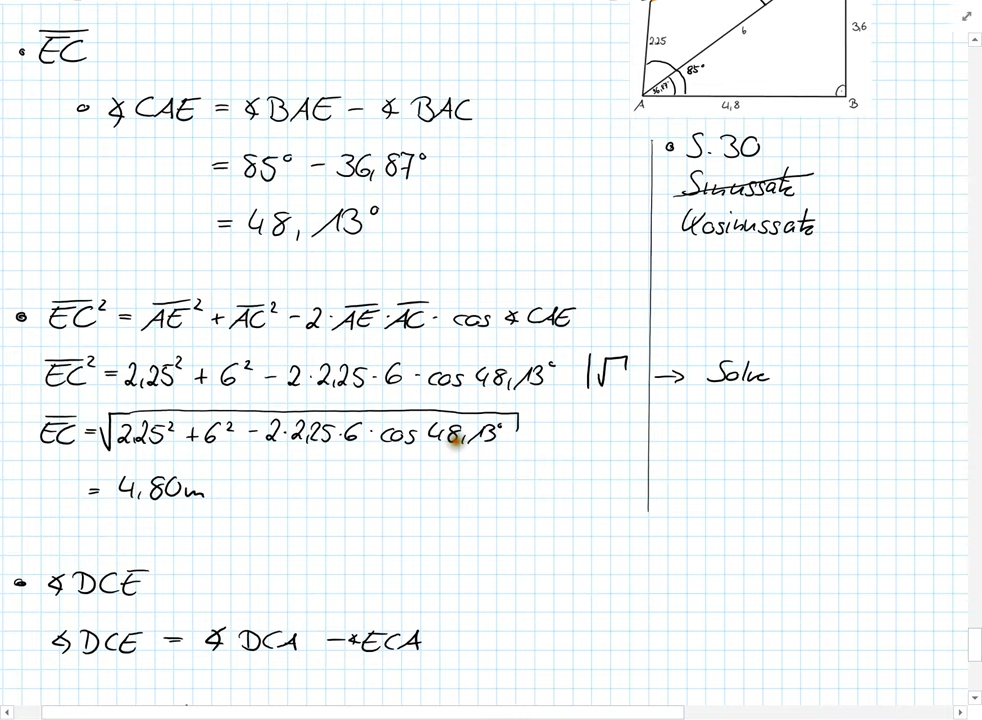 • EC
∘ ∢ CAE = ∢ BAE − ∢ BAC
= 85° − 36,87°
= 48,13°
• EC² = AE² + AC² − 2 · AE · AC · cos ∢ CAE
EC² = 2,25² + 6² − 2 · 2,25 · 6 · cos 48,13° |√
EC = √2,25² + 6² − 2 · 2,25 · 6 · cos 48,13°
= 4,80m
• ∢ DCE
∢ DCE = ∢ DCA − ∢ ECA
3,6
6
2,25
85°
36,87°
A
4,8
B
• S. 30
Sinussatz
Kosinussatz
→ Solve